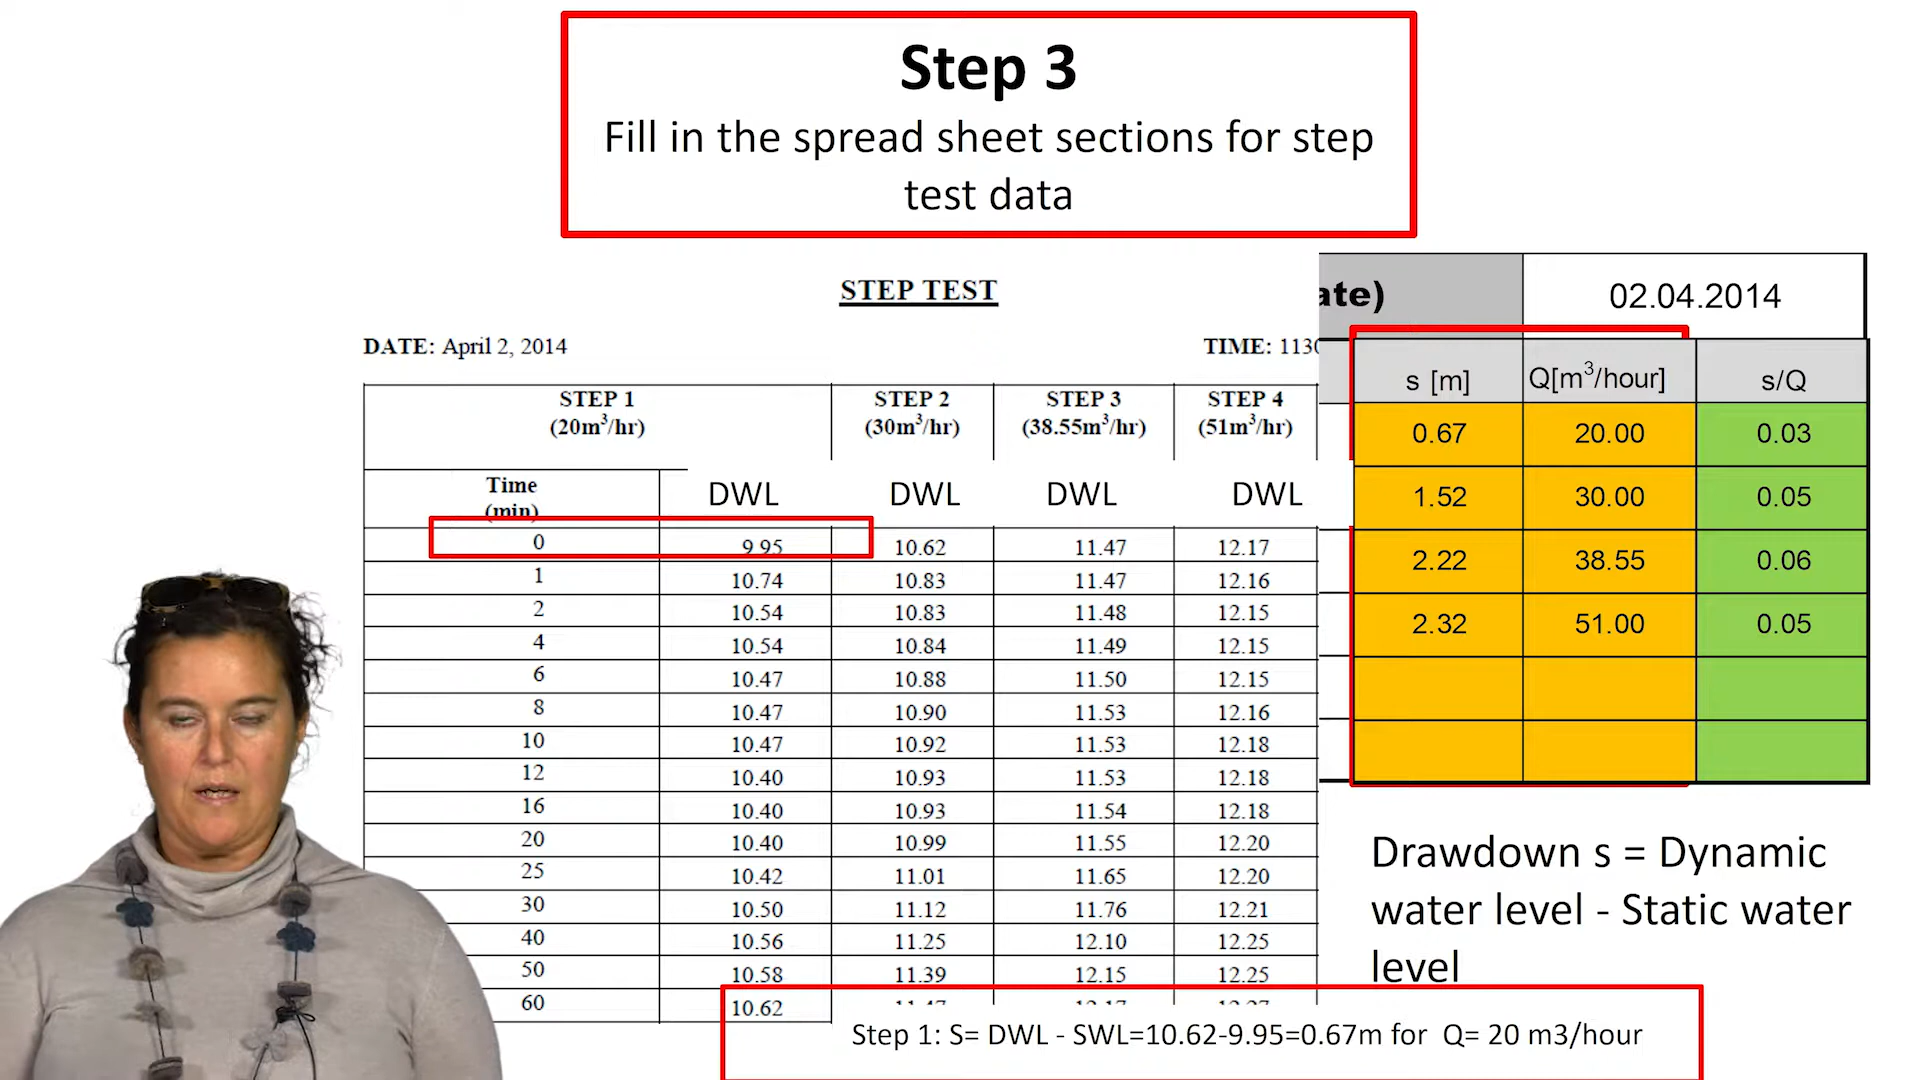 Step 3
Fill in the spread sheet sections for step
test data
STEP TEST
DATE: April 2, 2014 TIME: 1130
STEP 1 STEP 2 STEP 3 STEP 4
(20m³/hr) (30m³/hr) (38.55m³/hr) (51m³/hr)
Time
(min) DWL DWL DWL DWL
0 9.95 10.62 11.47 12.17
1 10.74 10.83 11.47 12.16
2 10.54 10.83 11.48 12.15
4 10.54 10.84 11.49 12.15
6 10.47 10.88 11.50 12.15
8 10.47 10.90 11.53 12.16
10 10.47 10.92 11.53 12.18
12 10.40 10.93 11.53 12.18
16 10.40 10.93 11.54 12.18
20 10.40 10.99 11.55 12.20
25 10.42 11.01 11.65 12.20
30 10.50 11.12 11.76 12.21
40 10.56 11.25 12.10 12.25
50 10.58 11.39 12.15 12.25
60 10.62 11.47 12.17
ate) 02.04.2014
s [m] Q[m³/hour] s/Q
0.67 20.00 0.03
1.52 30.00 0.05
2.22 38.55 0.06
2.32 51.00 0.05
Drawdown s = Dynamic
water level - Static water
level
Step 1: S= DWL - SWL=10.62-9.95=0.67m for Q= 20 m3/hour